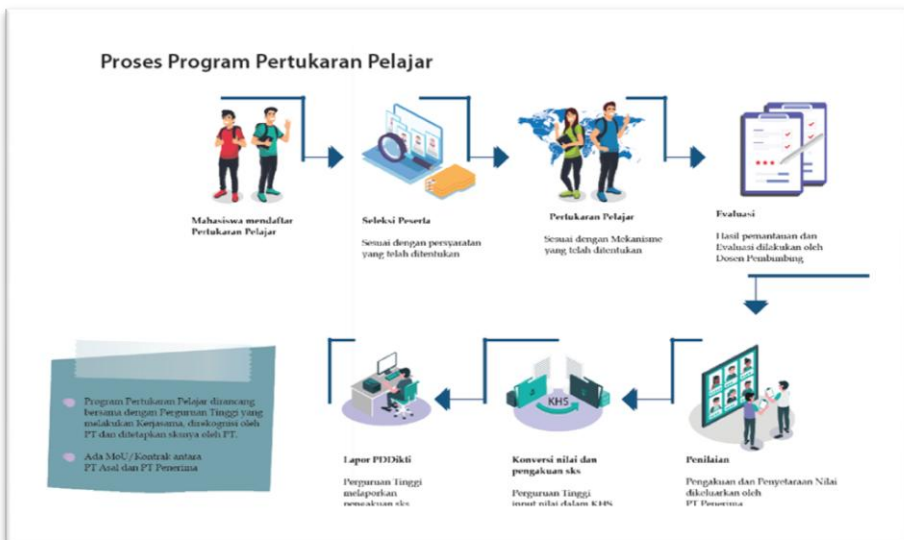 Proses Program Pertukaran Pelajar
Mahasiswa mendaftar
Pertukaran Pelajar
Seleksi Peserta
Sesuai dengan persyaratan
yang telah ditentukan
Pertukaran Pelajar
Sesuai dengan Mekanisme
yang telah ditentukan
Evaluasi
Hasil pemantauan dan
Evaluasi dilakukan oleh
Dosen Pembimbing
Penilaian
Pengakuan dan Penyetaraan Nilai
dikeluarkan oleh
PT Penerima
KHS
Konversi nilai dan
pengakuan sks
Perguruan Tinggi
input nilai dalam KHS
Lapor PDDikti
Perguruan Tinggi
melaporkan
pengakuan sks
Program Pertukaran Pelajar dirancang
bersama dengan Perguruan Tinggi yang
melakukan Kerjasama, direkognisi oleh
PT dan ditetapkan sksnya oleh PT.
Ada MoU/Kontrak antara
PT Asal dan PT Penerima